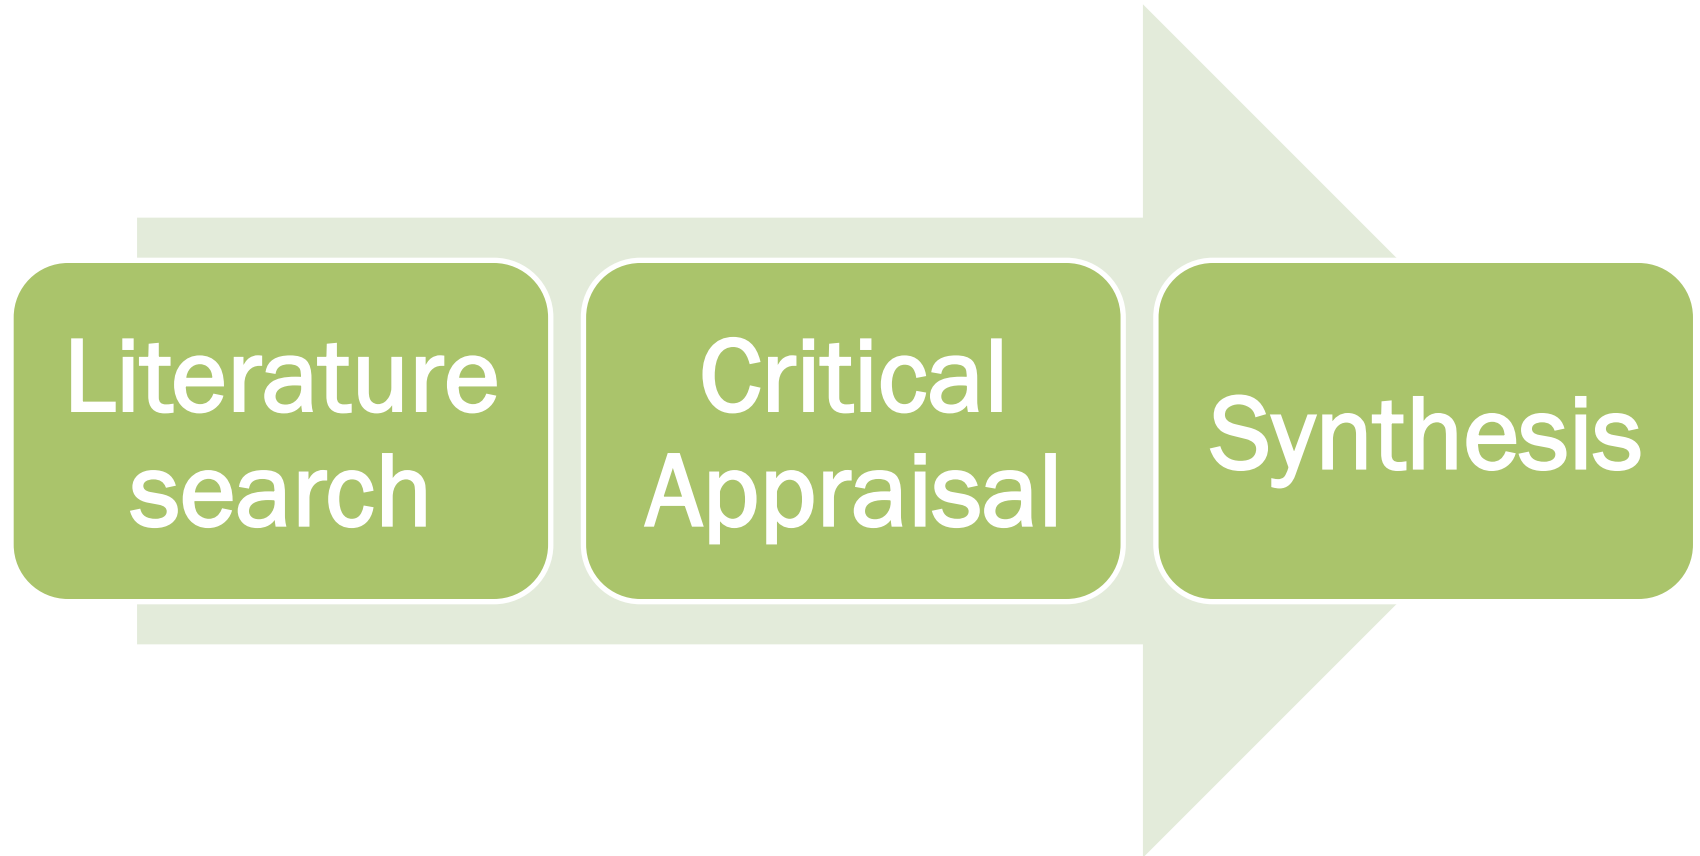 Literature
search
Critical
Appraisal
Synthesis